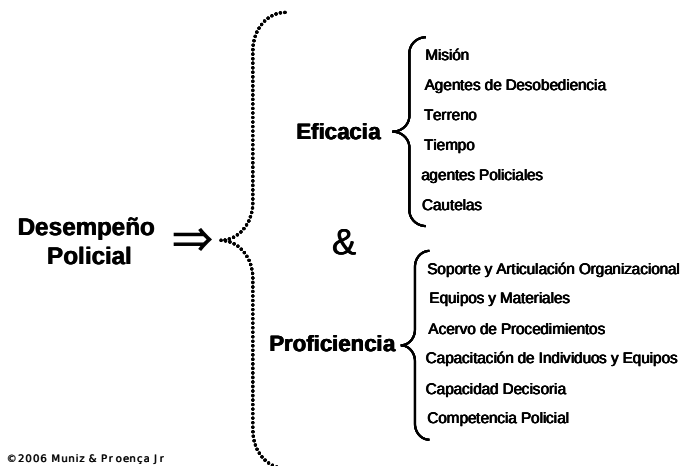 Desempeño
Policial
⇒
Eficacia
Misión
Agentes de Desobediencia
Terreno
Tiempo
agentes Policiales
Cautelas
&
Proficiencia
Soporte y Articulación Organizacional
Equipos y Materiales
Acervo de Procedimientos
Capacitación de Individuos y Equipos
Capacidad Decisoria
Competencia Policial
©2006 Muniz & Proença Jr